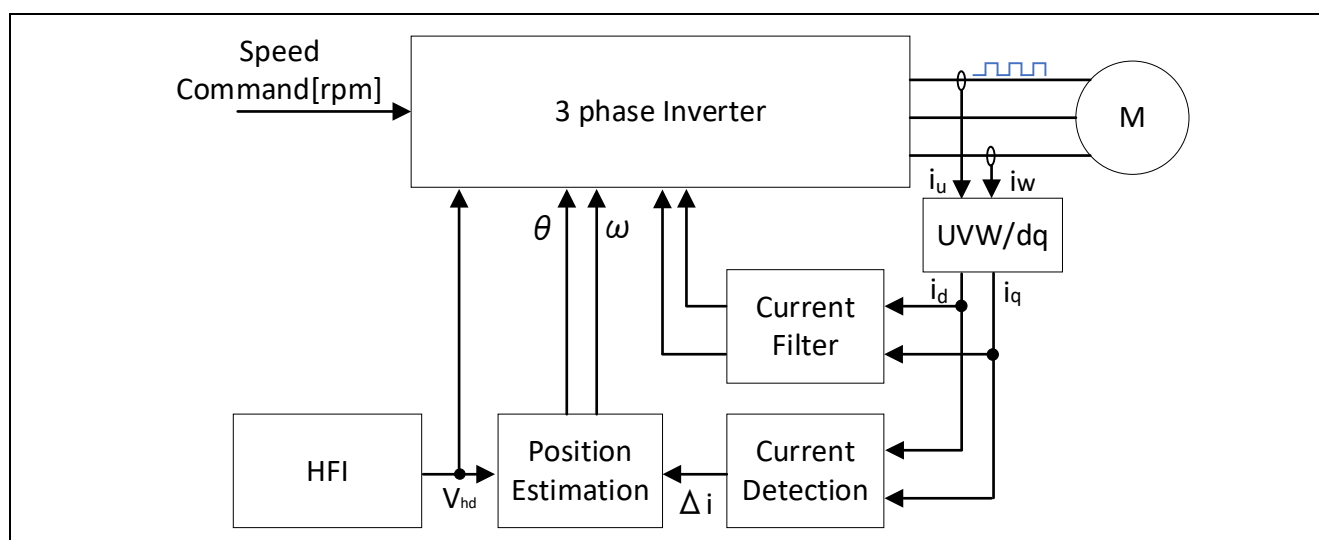 Speed
Command[rpm]
3 phase Inverter
M
iu
iw
UVW/dq
θ
ω
id
iq
Current
Filter
HFI
Vhd
Position
Estimation
Δ i
Current
Detection